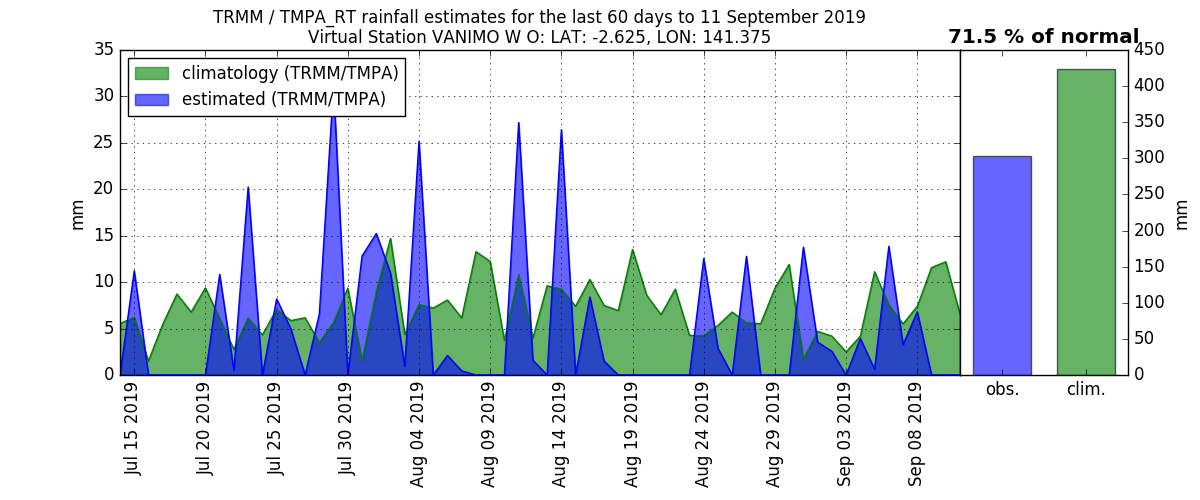 TRMM / TMPA_RT rainfall estimates for the last 60 days to 11 September 2019
Virtual Station VANIMO W O: LAT: -2.625, LON: 141.375
71.5 % of normal
climatology (TRMM/TMPA)
estimated (TRMM/TMPA)
35
30
25
20
15
10
5
0
mm
Jul 15 2019
Jul 20 2019
Jul 25 2019
Jul 30 2019
Aug 04 2019
Aug 09 2019
Aug 14 2019
Aug 19 2019
Aug 24 2019
Aug 29 2019
Sep 03 2019
Sep 08 2019
obs.
clim.
450
400
350
300
250
200
150
100
50
0
mm